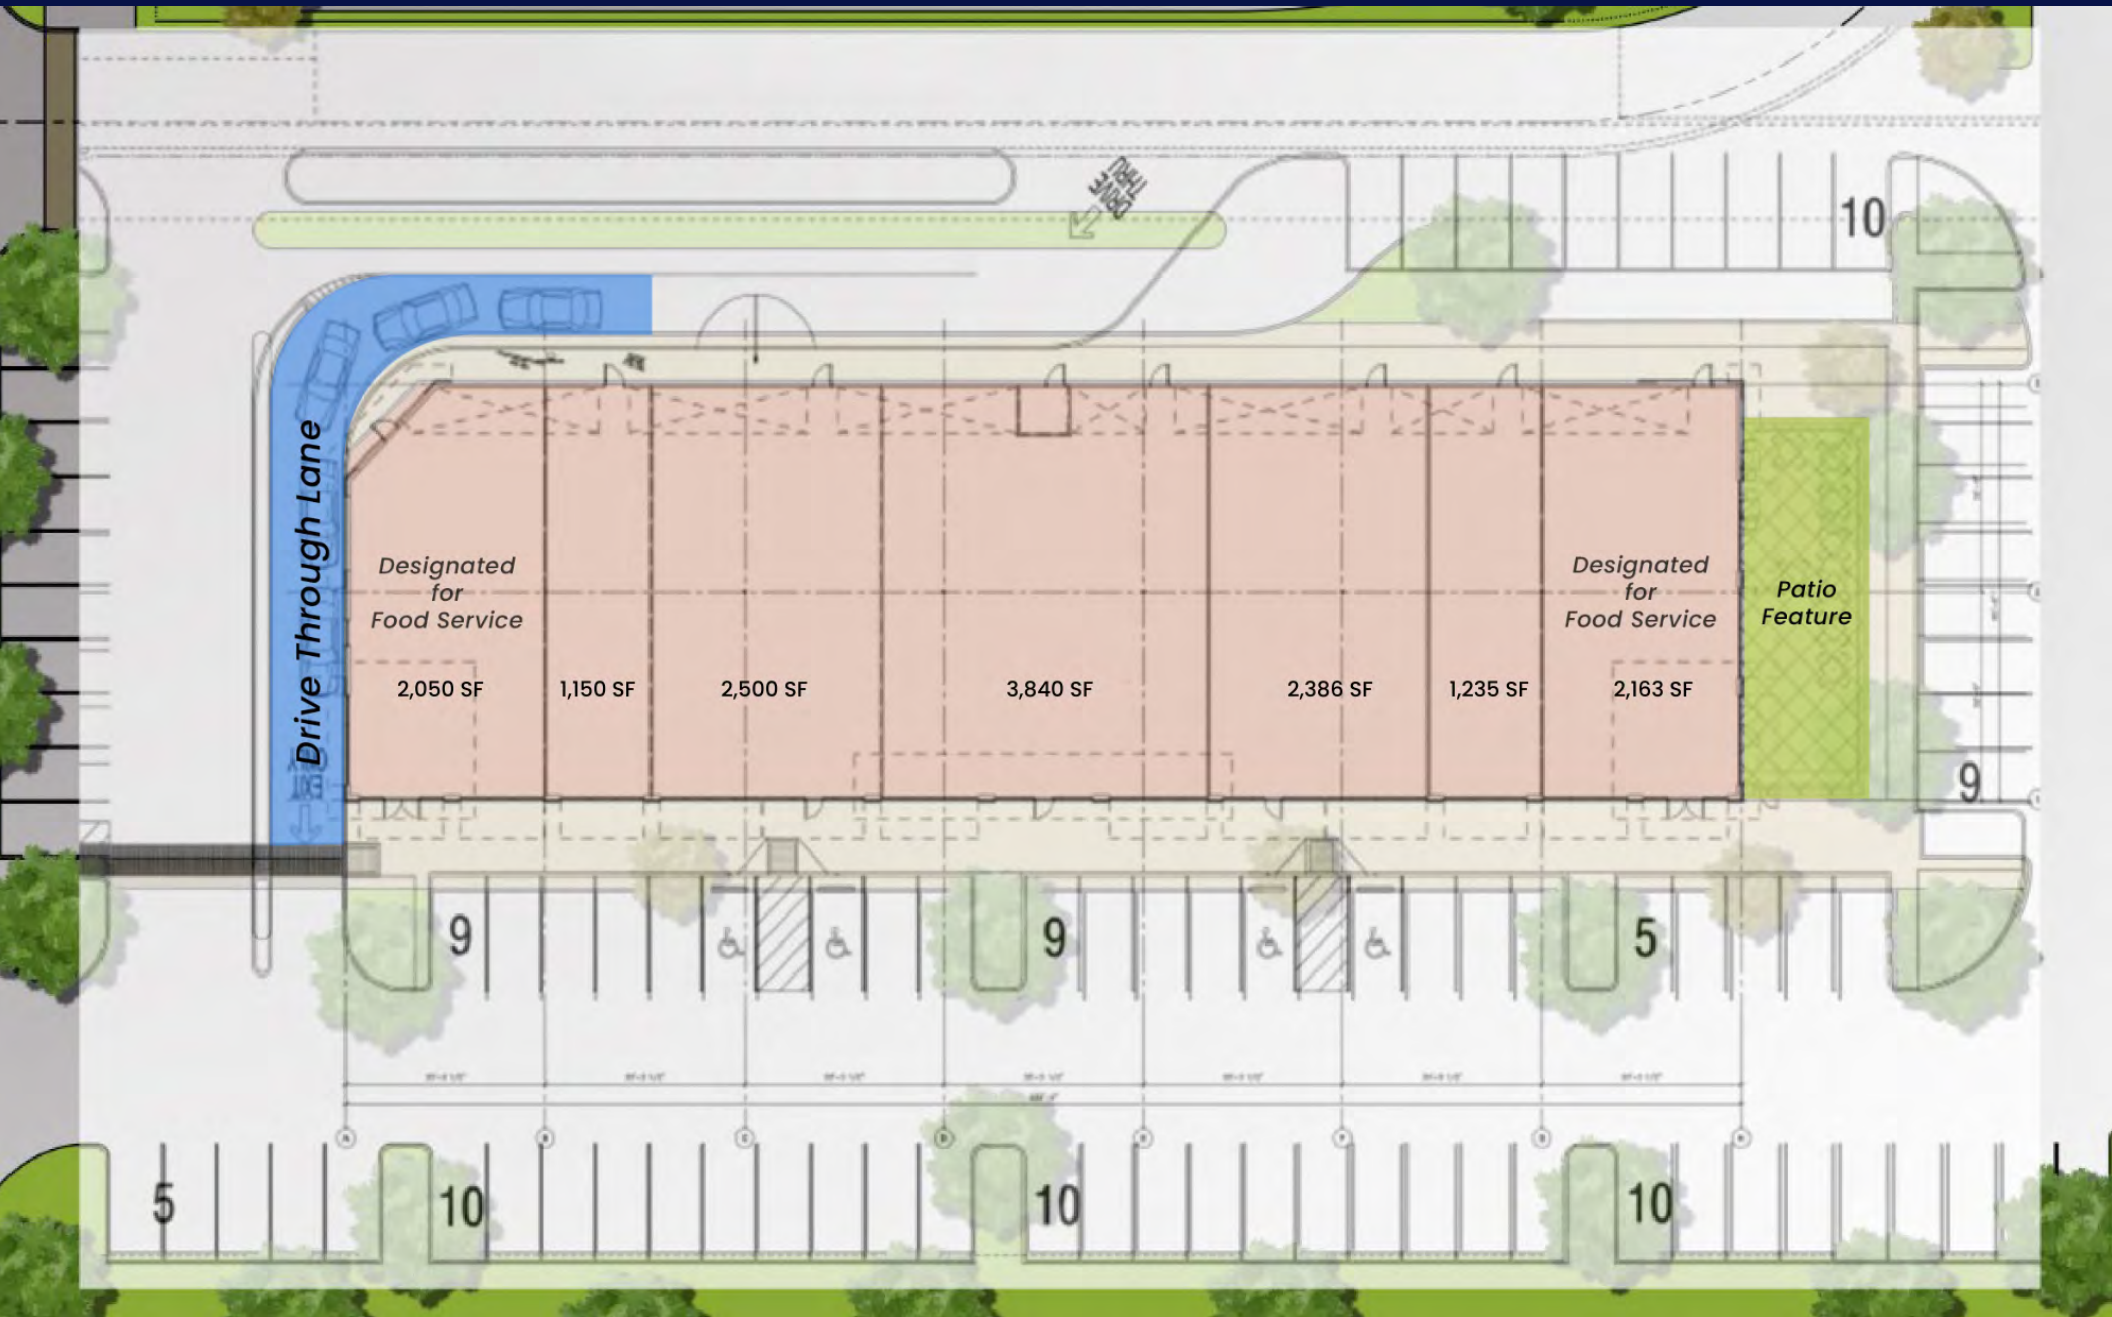 DRIVE
THRU
10
Drive Through Lane
Designated
for
Food Service
Designated
for
Food Service
Patio
Feature
2,050 SF
1,150 SF
2,500 SF
3,840 SF
2,386 SF
1,235 SF
2,163 SF
9
9
9
5
5
10
10
10